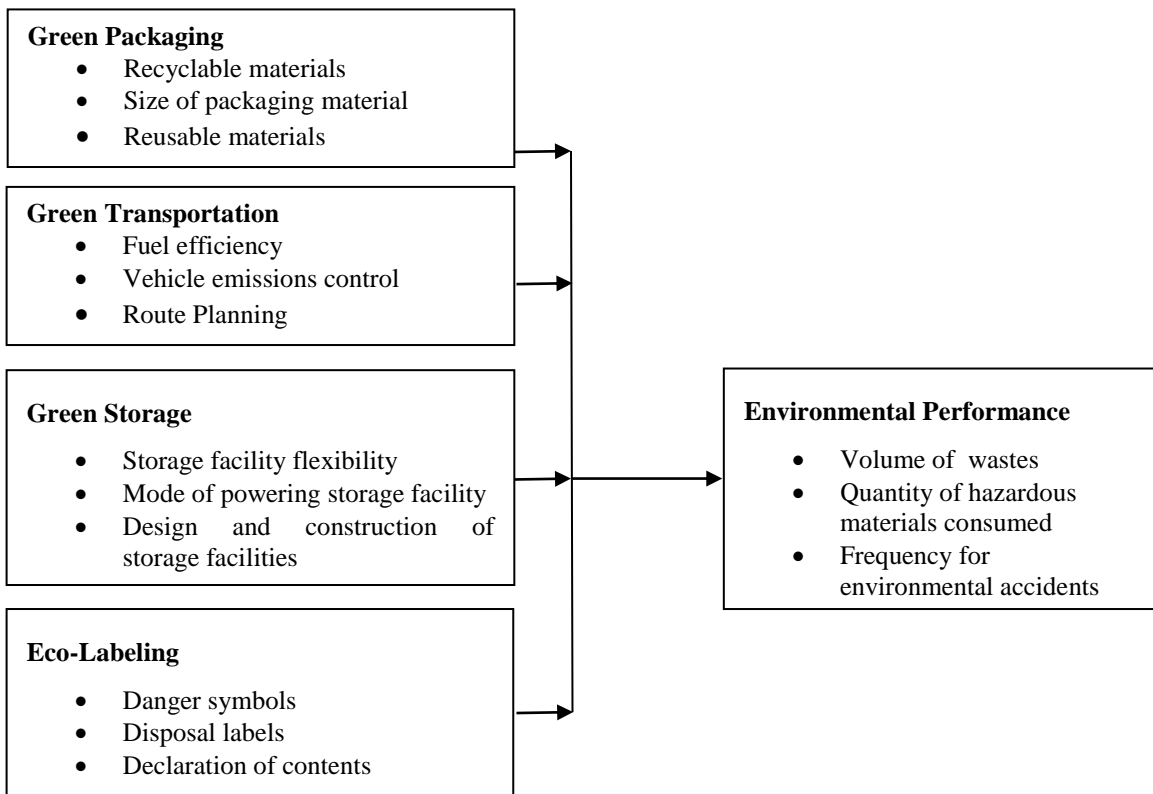 Green Packaging
• Recyclable materials
• Size of packaging material
• Reusable materials
Green Transportation
• Fuel efficiency
• Vehicle emissions control
• Route Planning
Green Storage
• Storage facility flexibility
• Mode of powering storage facility
• Design and construction of
storage facilities
Eco-Labeling
• Danger symbols
• Disposal labels
• Declaration of contents
Environmental Performance
• Volume of wastes
• Quantity of hazardous
materials consumed
• Frequency for
environmental accidents